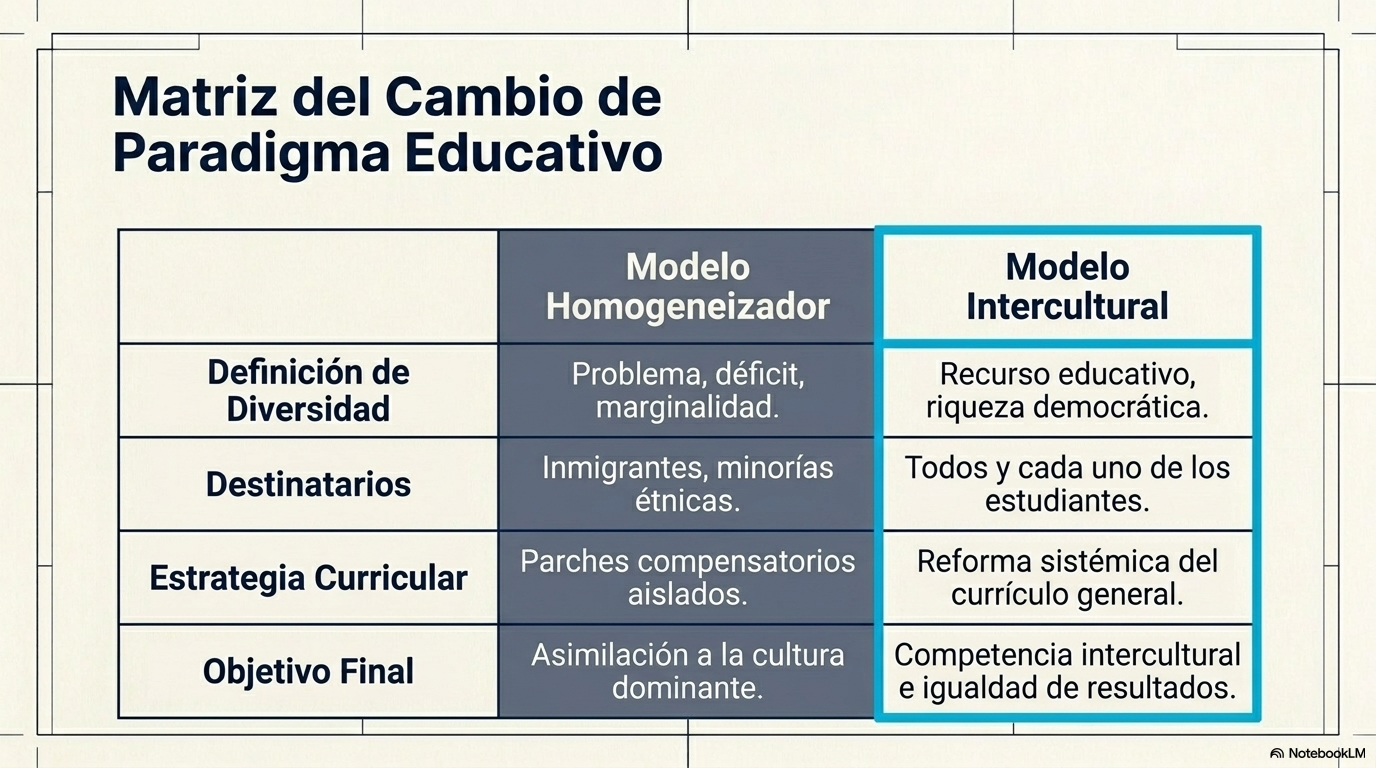 Matriz del Cambio de
Paradigma Educativo
Modelo
Homogeneizador
Modelo
Intercultural
Definición de
Diversidad
Problema, déficit,
marginalidad.
Recurso educativo,
riqueza democrática.
Destinatarios
Inmigrantes, minorías
étnicas.
Todos y cada uno de los
estudiantes.
Estrategia Curricular
Parches compensatorios
aislados.
Reforma sistémica del
currículo general.
Objetivo Final
Asimilación a la cultura
dominante.
Competencia intercultural
e igualdad de resultados.
NotebookLM